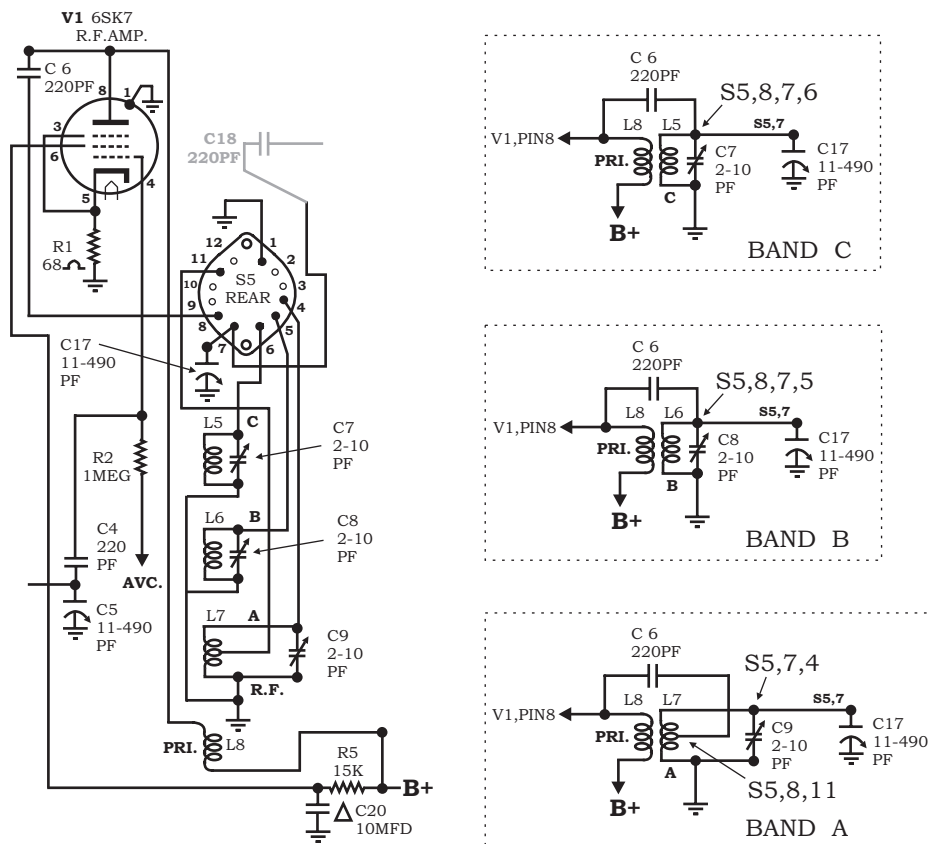 V1 6SK7
R.F.AMP.
C 6
220PF
8
1
3
6
5
4
R1
68
C18
220PF
12
1
11
2
10
S5
REAR
3
9
4
8
5
7
6
C17
11-490
PF
L5
C
C7
2-10
PF
R2
1MEG
L6
B
C8
2-10
PF
C4
220
PF
AVC.
C5
11-490
PF
L7
A
C9
2-10
PF
R.F.
PRI.
L8
R5
15K
B+
C20
10MFD
C 6
220PF
S5,8,7,6
V1,PIN8
L8
L5
S5,7
PRI.
C7
2-10
PF
C17
11-490
PF
C
B+
BAND C
C 6
220PF
S5,8,7,5
V1,PIN8
L8
L6
S5,7
PRI.
C8
2-10
PF
C17
11-490
PF
B
B+
BAND B
C 6
220PF
S5,7,4
V1,PIN8
L8
L7
S5,7
PRI.
C9
2-10
PF
C17
11-490
PF
A
S5,8,11
B+
BAND A